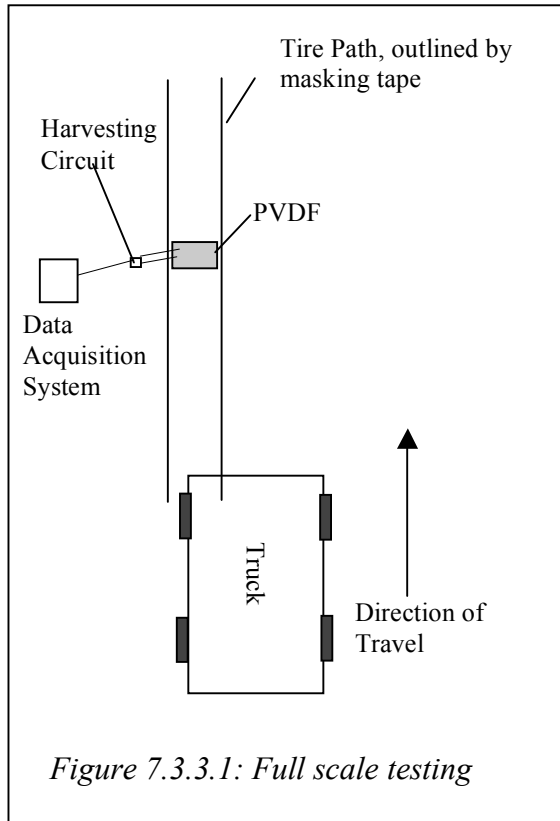 Tire Path, outlined by
masking tape
Harvesting
Circuit
PVDF
Data
Acquisition
System
Truck
Direction of
Travel
Figure 7.3.3.1: Full scale testing